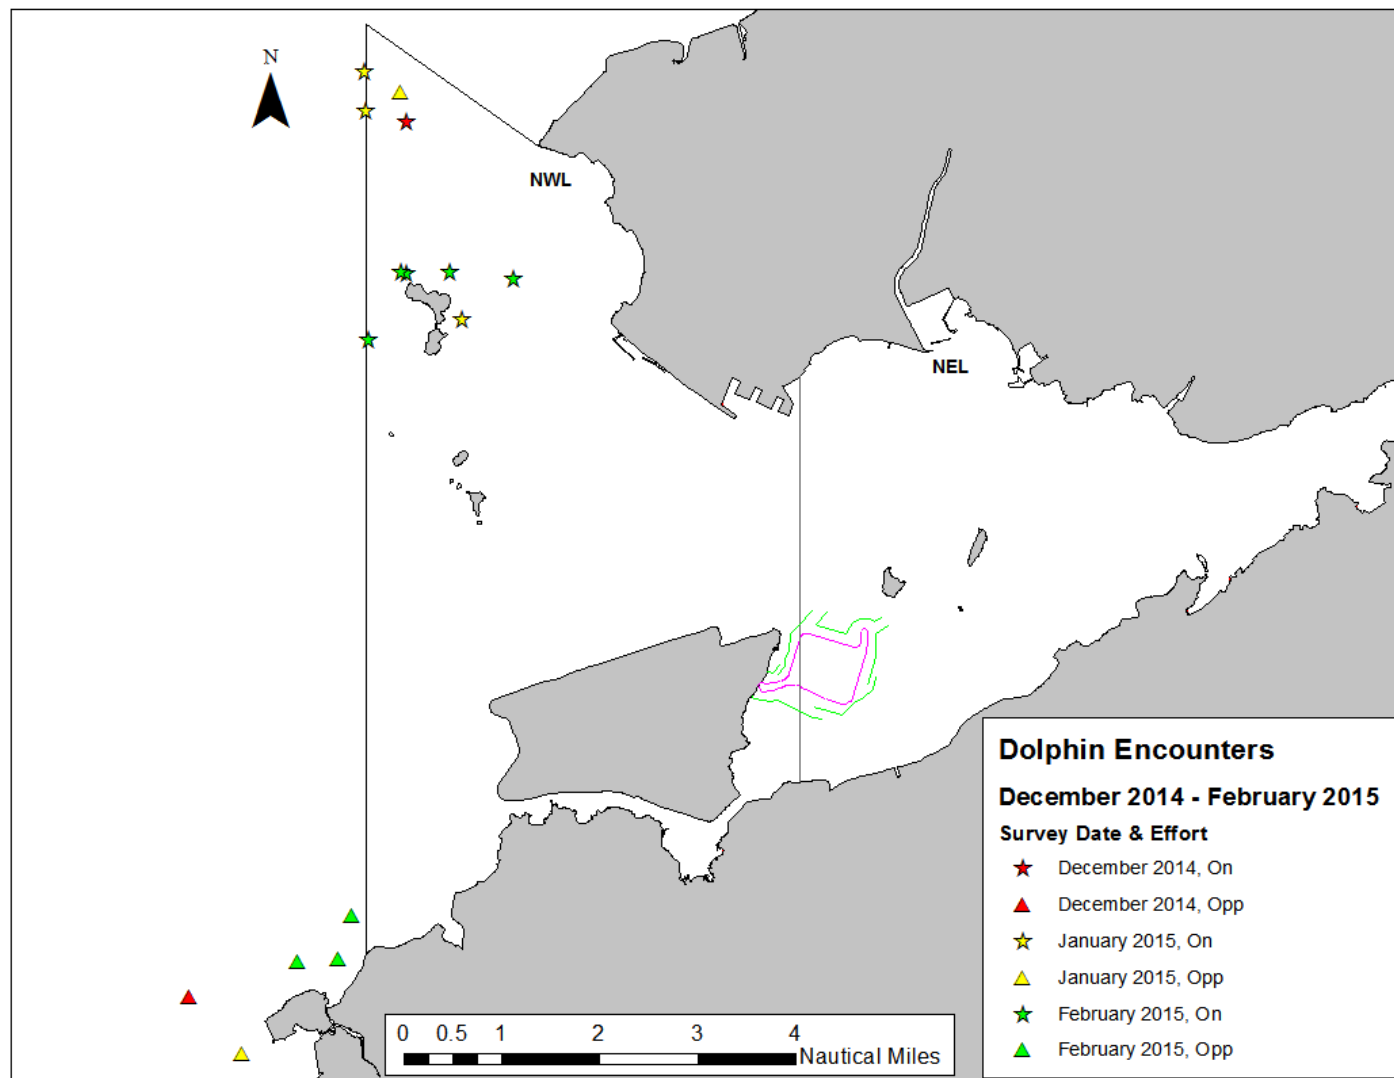 N
NWL
NEL
Dolphin Encounters
December 2014 - February 2015
Survey Date & Effort
December 2014, On
December 2014, Opp
January 2015, On
January 2015, Opp
February 2015, On
February 2015, Opp
0 0.5 1 2 3 4
Nautical Miles